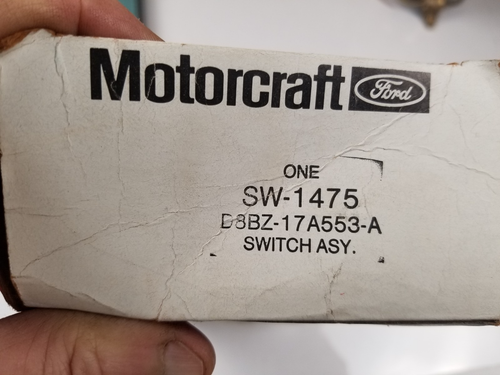 Motorcraft Ford
ONE
SW-1475
D8BZ-17A553-A
SWITCH ASY.